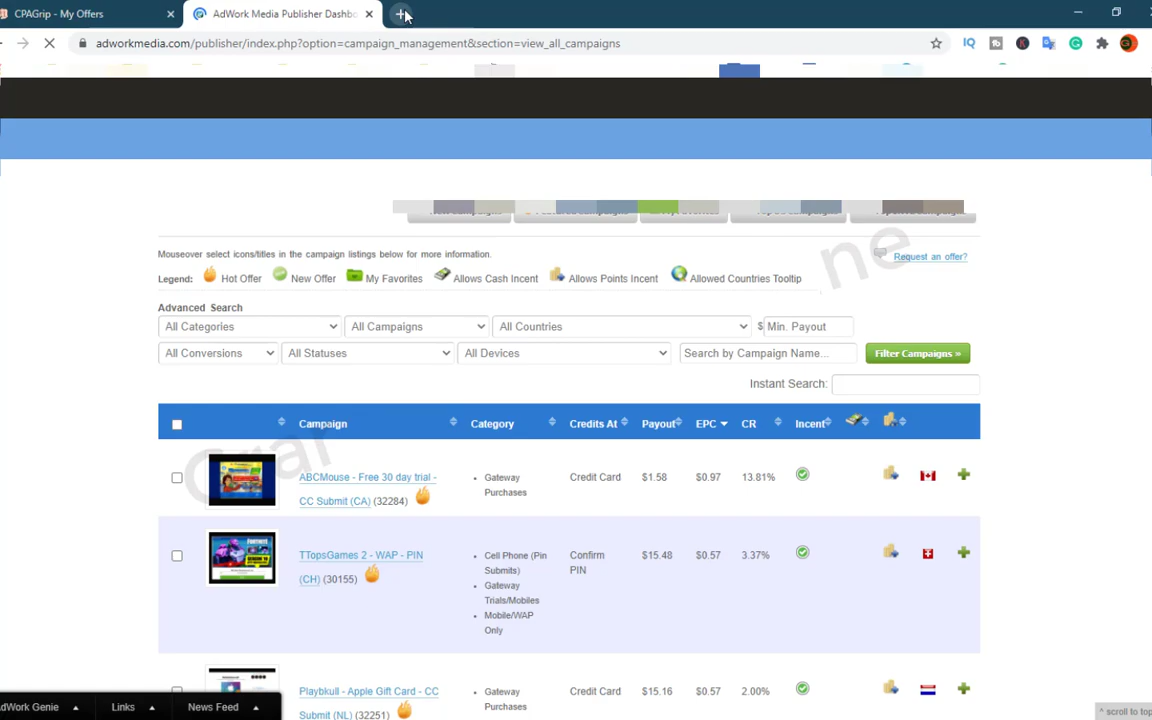 CPAGrip - My Offers
AdWork Media Publisher Dashbo
adworkmedia.com/publisher/index.php?option=campaign_management&section=view_all_campaigns
Mouseover select icons/titles in the campaign listings below for more information.
Request an offer?
Legend: Hot Offer New Offer My Favorites Allows Cash Incent Allows Points Incent Allowed Countries Tooltip
Advanced Search
All Categories All Campaigns All Countries $ Min. Payout
All Conversions All Statuses All Devices Search by Campaign Name... Filter Campaigns »
Instant Search:
Campaign Category Credits At Payout EPC CR Incent
ABCMouse - Free 30 day trial - Gateway Credit Card $1.58 $0.97 13.81%
CC Submit (CA) (32284) Purchases
TTopsGames 2 - WAP - PIN Cell Phone (Pin Confirm $15.48 $0.57 3.37%
(CH) (30155) Submits) PIN
Gateway
Trials/Mobiles
Mobile/WAP
Only
Playbkull - Apple Gift Card - CC Gateway Credit Card $15.16 $0.57 2.00%
Submit (NL) (32251) Purchases
AdWork Genie Links News Feed
^ scroll to top